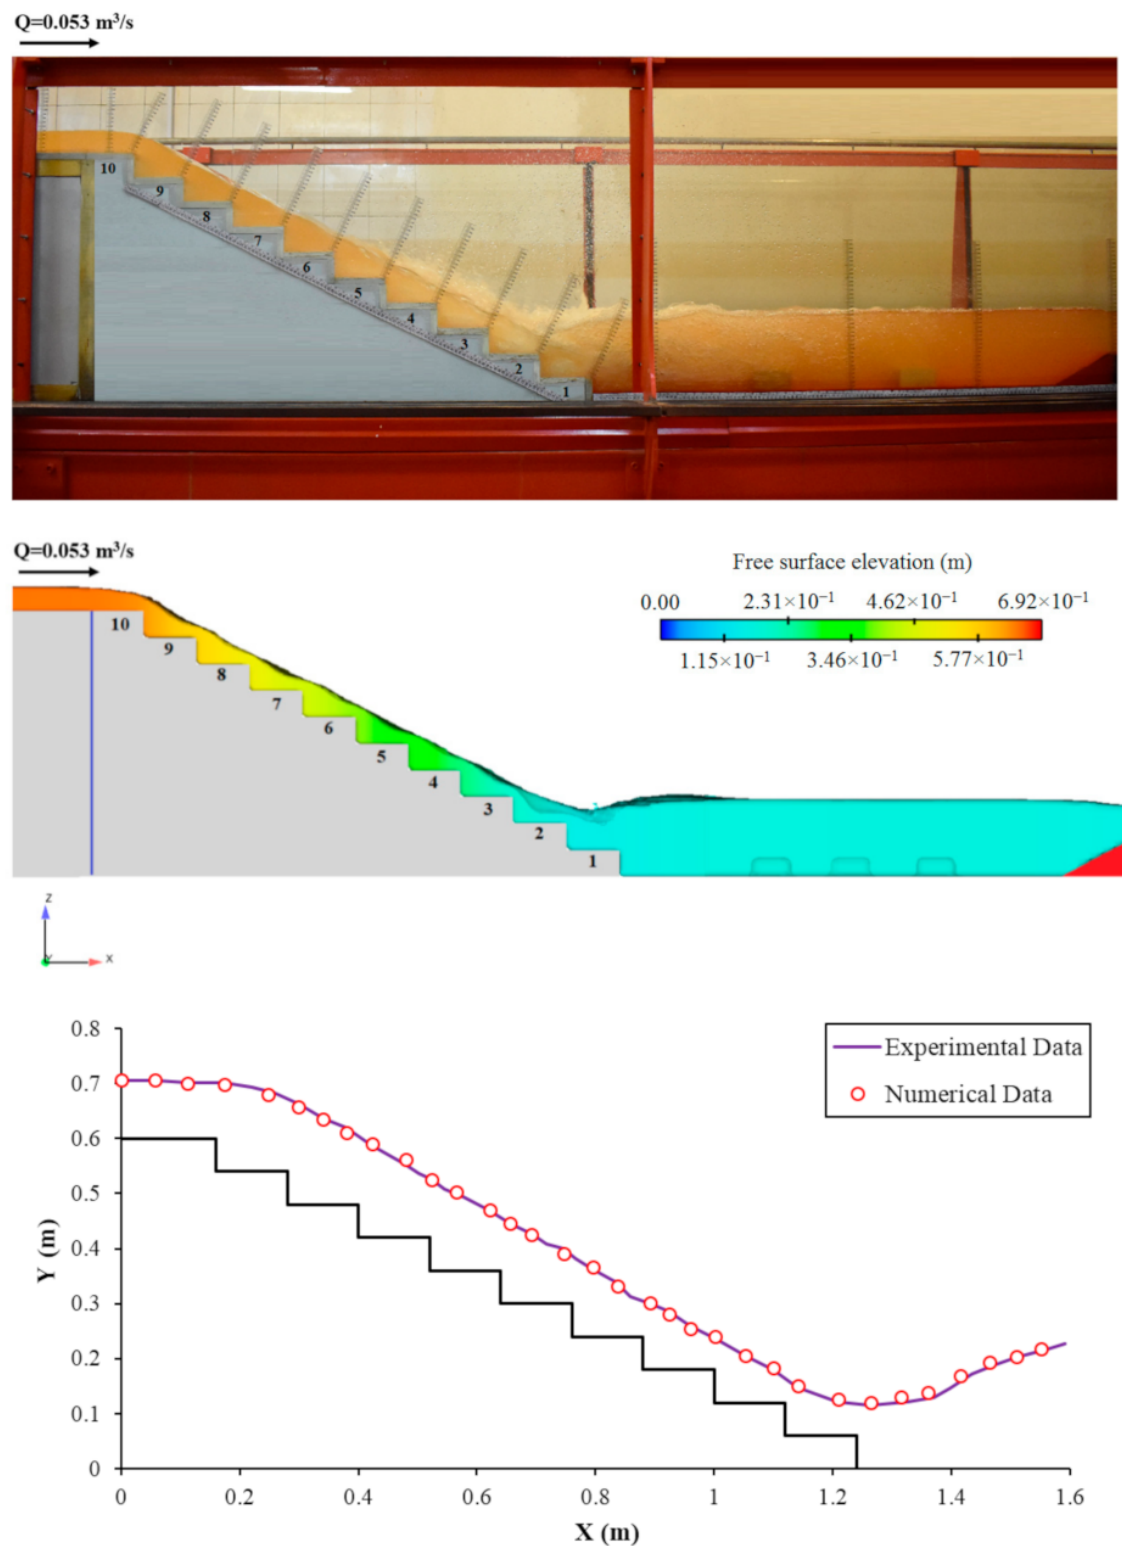 Q=0.053 m³/s
10
9
8
7
6
5
4
3
2
1
Q=0.053 m³/s
Free surface elevation (m)
0.00 2.31×10⁻¹ 4.62×10⁻¹ 6.92×10⁻¹
1.15×10⁻¹ 3.46×10⁻¹ 5.77×10⁻¹
10
9
8
7
6
5
4
3
2
1
z
Y
x
0.8
0.7
0.6
0.5
0.4
0.3
0.2
0.1
0
Y (m)
Experimental Data
Numerical Data
0 0.2 0.4 0.6 0.8 1 1.2 1.4 1.6
X (m)